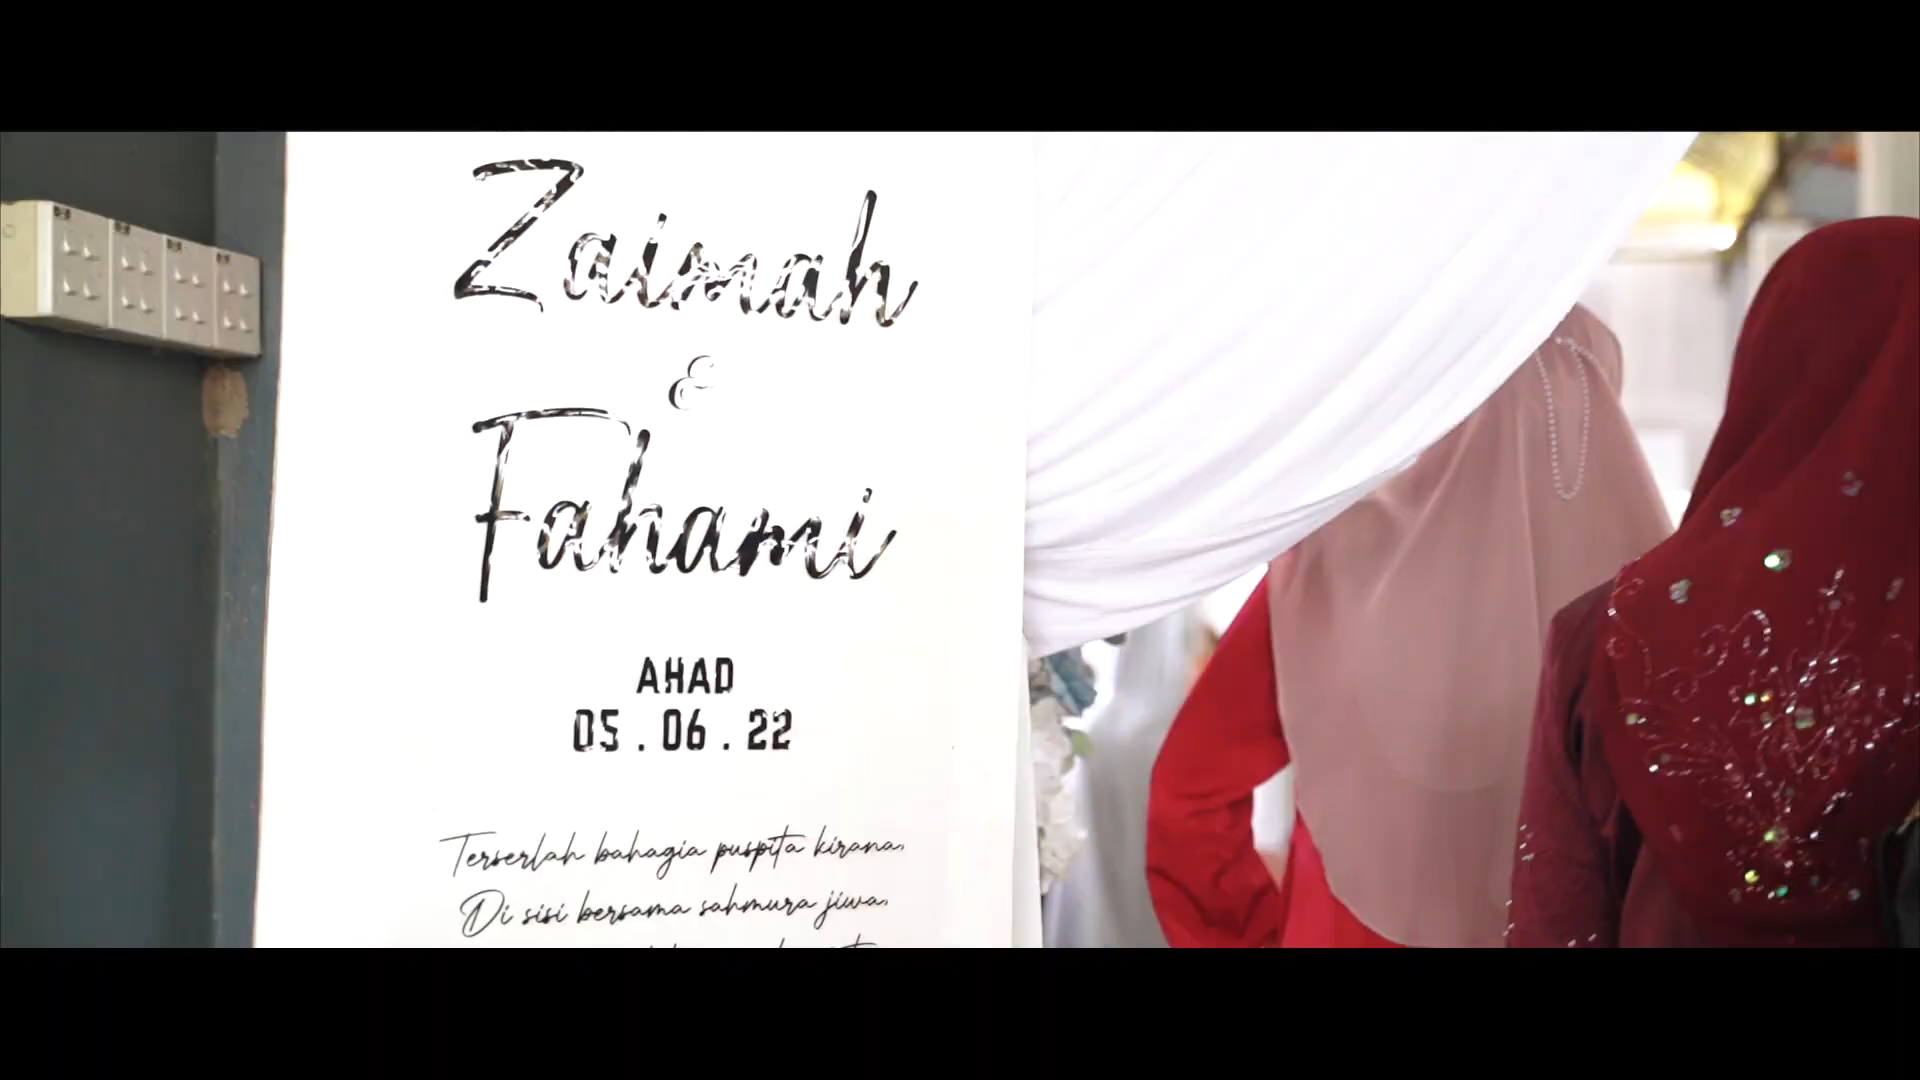 Zaimah
&
Fahami
AHAD
05.06.22
Terserlah bahagia puspita kirana,
Di sisi bersama sahmura jiwa,